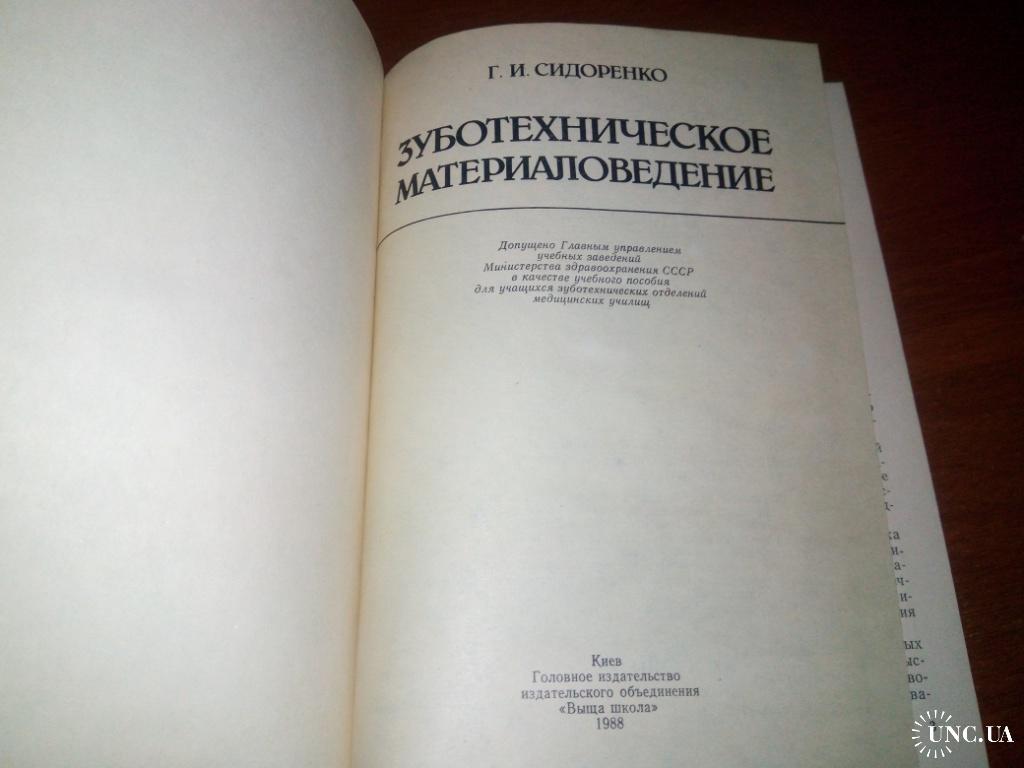 Г. И. СИДОРЕНКО
ЗУБОТЕХНИЧЕСКОЕ
МАТЕРИАЛОВЕДЕНИЕ
Допущено Главным управлением
учебных заведений
Министерства здравоохранения СССР
в качестве учебного пособия
для учащихся зуботехнических отделений
медицинских училищ
Киев
Головное издательство
издательского объединения
«Выща школа»
1988
UNC.UA